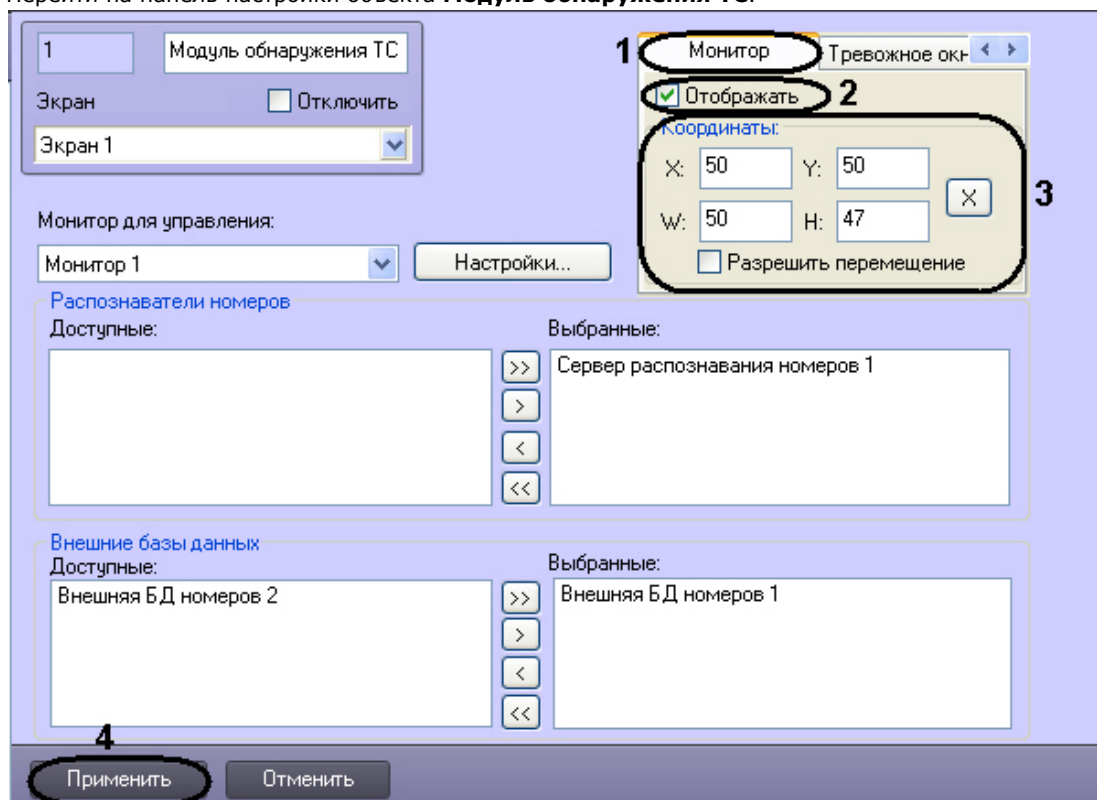 Перейти на панель настройки объекта Модуль обнаружения ТС.
1 Модуль обнаружения ТС
Экран Отключить
Экран 1
1 Монитор Тревожное окн
Отображать 2
Координаты:
X: 50 Y: 50 X 3
W: 50 H: 47
Разрешить перемещение
Монитор для управления:
Монитор 1 Настройки...
Распознаватели номеров
Доступные: Выбранные:
>> Сервер распознавания номеров 1
>
<
<<
Внешние базы данных
Доступные: Выбранные:
Внешняя БД номеров 2 >> Внешняя БД номеров 1
>
<
<<
4
Применить Отменить